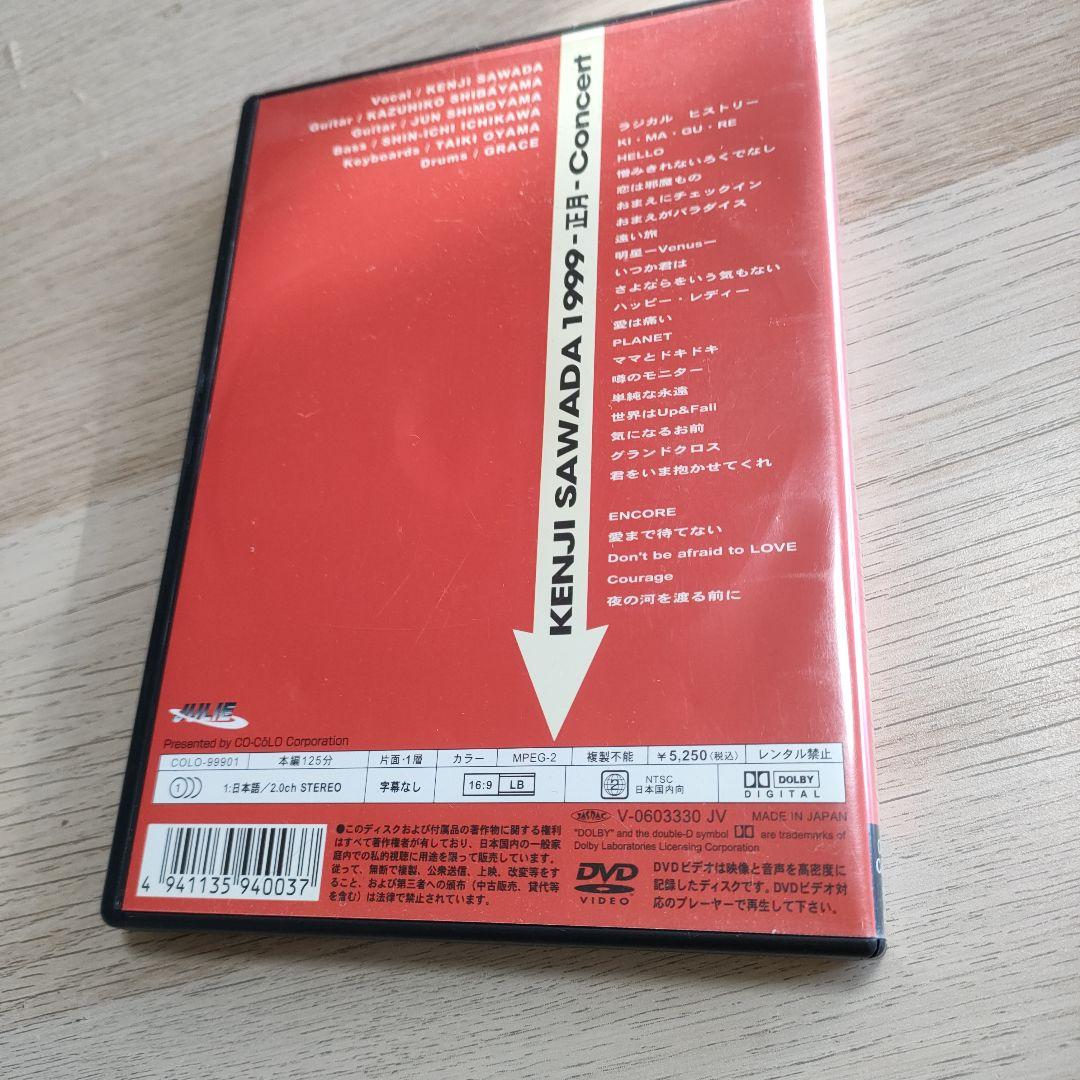 Vocal / KENJI SAWADA
Guitar / KAZUHIKO SHIBAYAMA
Guitar / JUN SHIMOYAMA
Bass / SHIN-ICHI ICHIKAWA
Keyboards / TAIKI OYAMA
Drums / GRACE
KENJI SAWADA 1999-正月-Concert
ラジカル ヒストリー
KI・MA・GU・RE
HELLO
憎みきれないろくでなし
恋は邪魔もの
おまえにチェックイン
おまえがパラダイス
遠い旅
明星―Venus―
いつか君は
さよならをいう気もない
ハッピー・レディー
愛は痛い
PLANET
ママとドキドキ
噂のモニター
単純な永遠
世界はUp&Fall
気になるお前
グランドクロス
君をいま抱かせてくれ
ENCORE
愛まで待てない
Don't be afraid to LOVE
Courage
夜の河を渡る前に
JULIE
Presented by CO-CōLO Corporation
COLO-99901 本編125分 片面・1層 カラー MPEG-2 複製不能 ¥5,250(税込) レンタル禁止
1:日本語/2.0ch STEREO 字幕なし 16:9 LB 2 NTSC 日本国内向 DOLBY DIGITAL
JASRAC V-0603330 JV MADE IN JAPAN
"DOLBY" and the double-D symbol are trademarks of
Dolby Laboratories Licensing Corporation
4 941135 940037
●このディスクおよび付属品の著作物に関する権利
はすべて著作権者が有しており、日本国内の一般家
庭内での私的視聴に用途を限って販売しています。
従って、無断で複製、公衆送信、上映、改変等をす
ること、および第三者への頒布(中古販売、貸代等
を含む)は法律で禁止されています。
DVD VIDEO
DVDビデオは映像と音声を高密度に
記録したディスクです。DVDビデオ対
応のプレーヤーで再生して下さい。